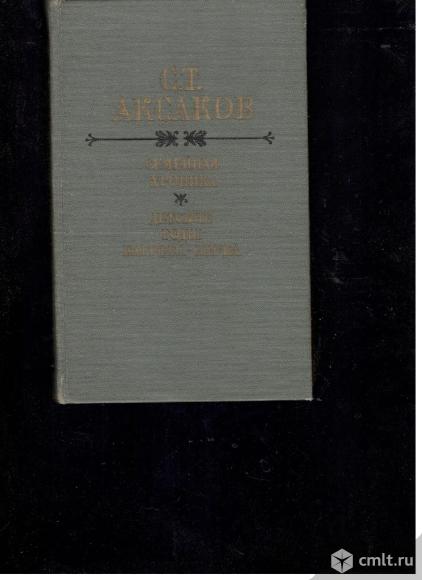 С.Т.
АКСАКОВ
СЕМЕЙНАЯ
ХРОНИКА
ДЕТСКИЕ
ГОДЫ
БАГРОВА-ВНУКА
cmlt.ru